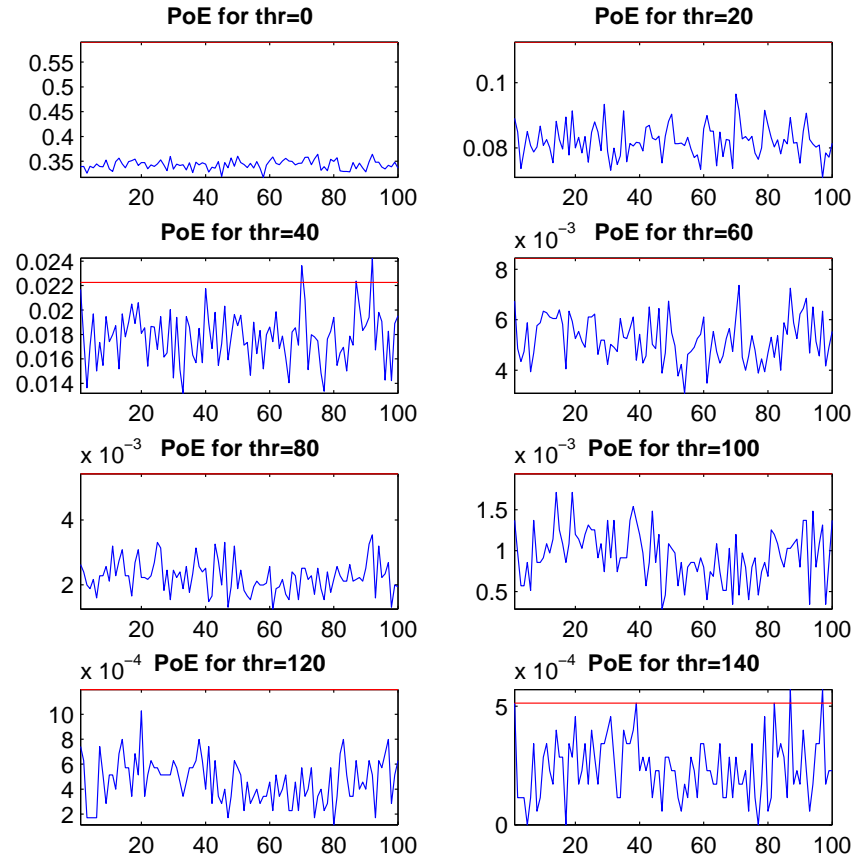 PoE for thr=0
0.55
0.5
0.45
0.4
0.35
20 40 60 80 100
PoE for thr=20
0.1
0.08
20 40 60 80 100
PoE for thr=40
0.024
0.022
0.02
0.018
0.016
0.014
20 40 60 80 100
x 10⁻³ PoE for thr=60
8
6
4
20 40 60 80 100
x 10⁻³ PoE for thr=80
4
2
20 40 60 80 100
x 10⁻³ PoE for thr=100
1.5
1
0.5
20 40 60 80 100
x 10⁻⁴ PoE for thr=120
10
8
6
4
2
20 40 60 80 100
x 10⁻⁴ PoE for thr=140
5
0
20 40 60 80 100